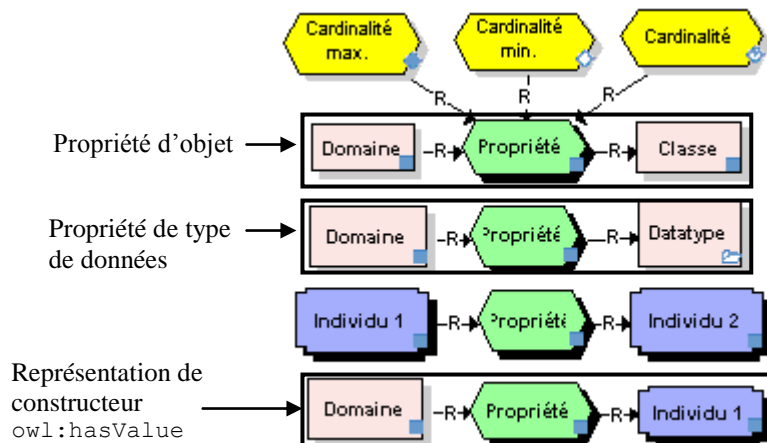 Cardinalité
max.
Cardinalité
min.
Cardinalité
R
R
R
Propriété d’objet
Domaine
R
Propriété
R
Classe
Propriété de type
de données
Domaine
R
Propriété
R
Datatype
Individu 1
R
Propriété
R
Individu 2
Représentation de
constructeur
owl:hasValue
Domaine
R
Propriété
R
Individu 1